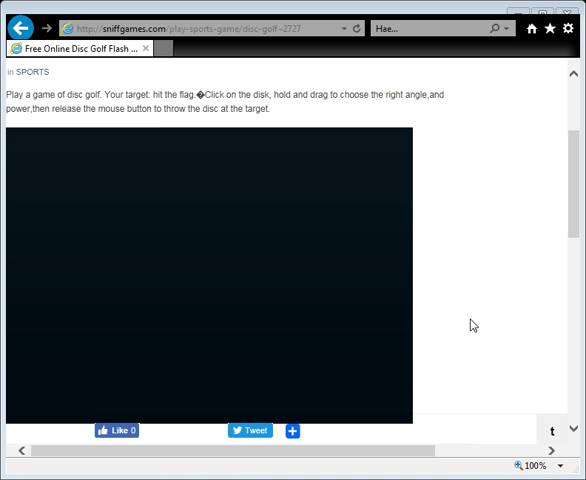 http://sniffgames.com/play-sports-game/disc-golf~2727
Hae...
Free Online Disc Golf Flash ...
in SPORTS
Play a game of disc golf. Your target: hit the flag.�Click on the disk, hold and drag to choose the right angle,and
power,then release the mouse button to throw the disc at the target.
Like 0
Tweet
t
100%